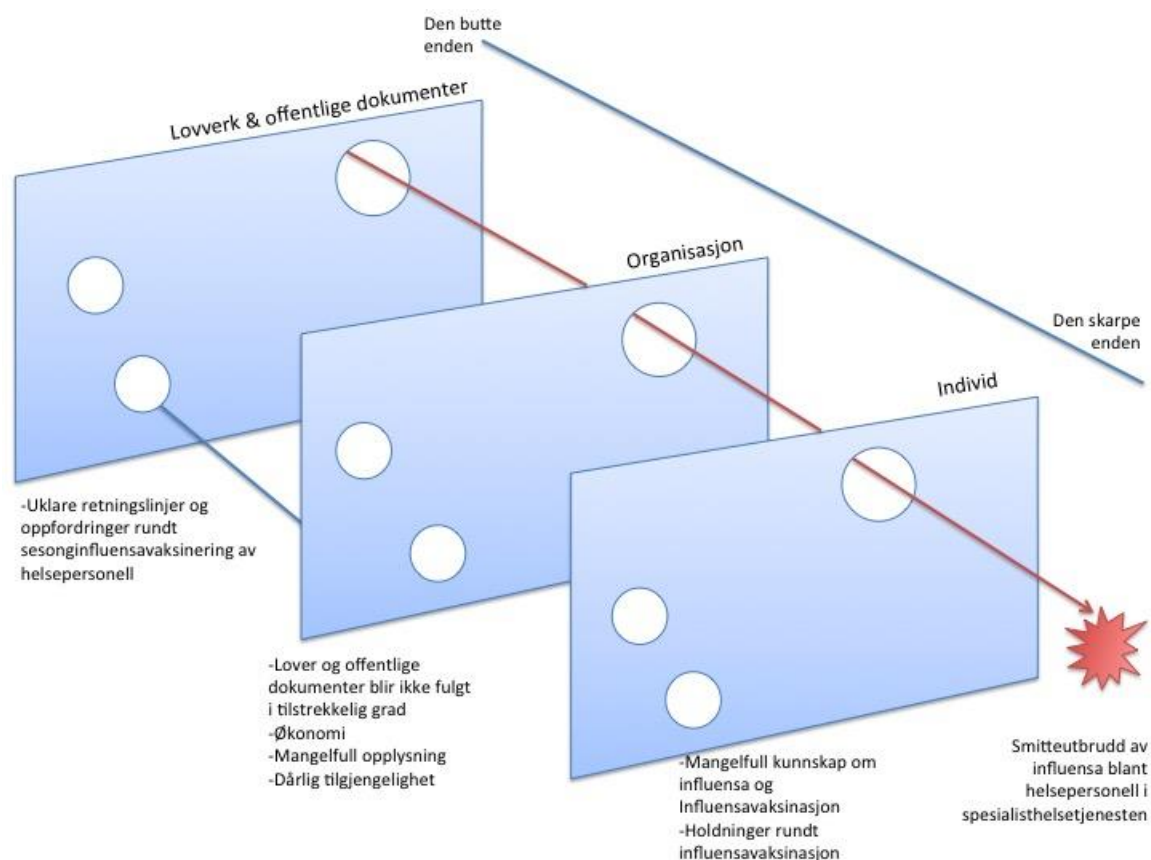 Den butte
enden
Lovverk & offentlige dokumenter
Organisasjon
Den skarpe
enden
Individ
-Uklare retningslinjer og
oppfordringer rundt
sesonginfluensavaksinering av
helsepersonell
-Lover og offentlige
dokumenter blir ikke fulgt
i tilstrekkelig grad
-Økonomi
-Mangelfull opplysning
-Dårlig tilgjengelighet
-Mangelfull kunnskap om
influensa og
Influensavaksinasjon
-Holdninger rundt
influensavaksinasjon
Smitteutbrudd av
influensa blant
helsepersonell i
spesialisthelsetjenesten